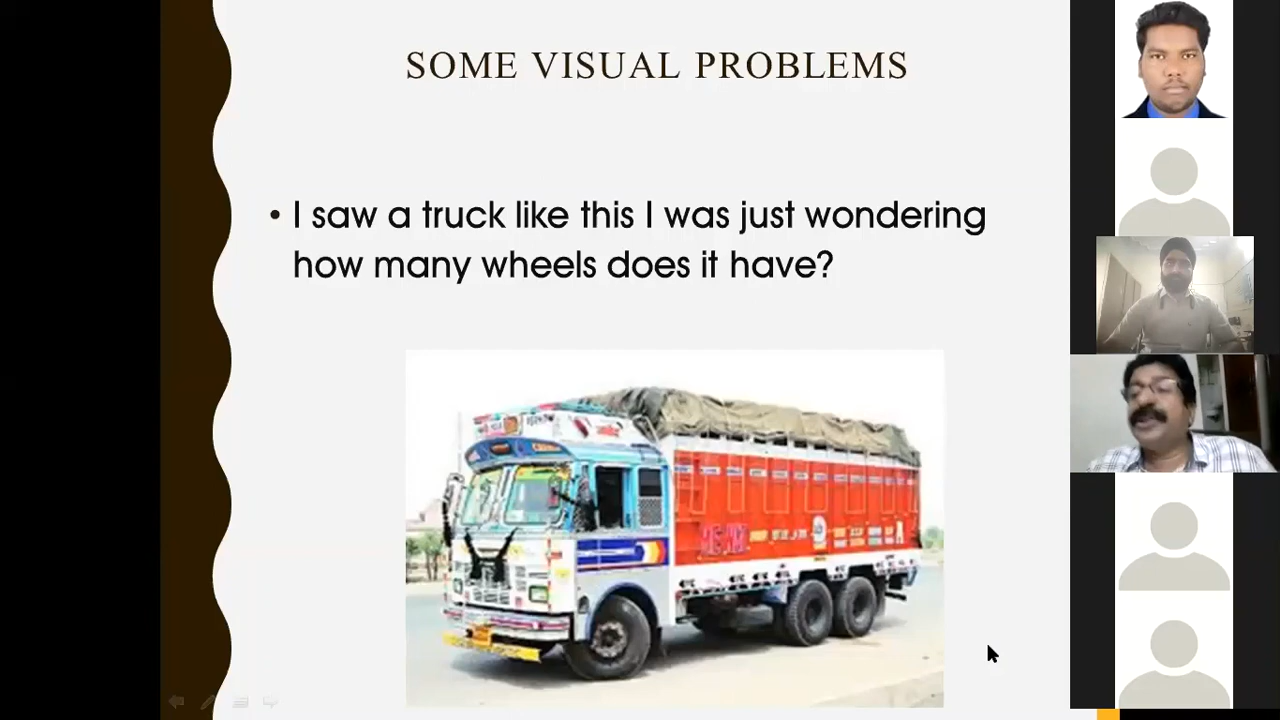 SOME VISUAL PROBLEMS
• I saw a truck like this I was just wondering
how many wheels does it have?